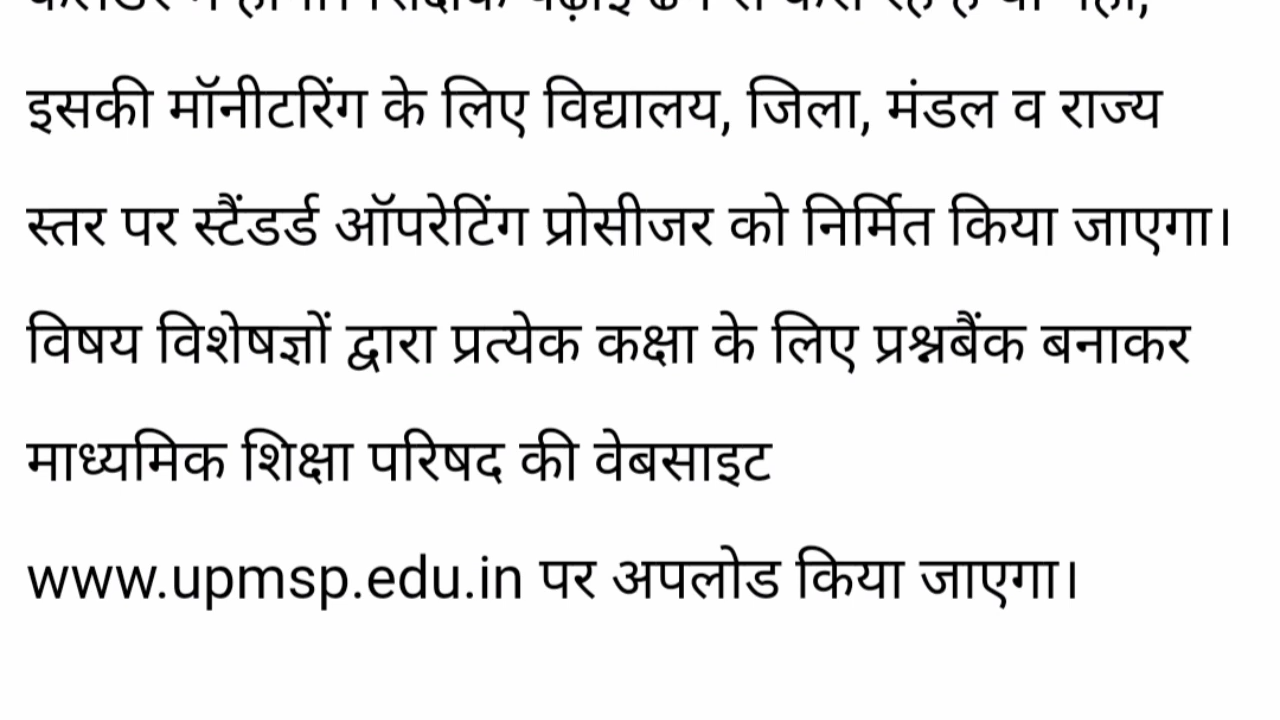 इसकी मॉनीटरिंग के लिए विद्यालय, जिला, मंडल व राज्य
स्तर पर स्टैंडर्ड ऑपरेटिंग प्रोसीजर को निर्मित किया जाएगा।
विषय विशेषज्ञों द्वारा प्रत्येक कक्षा के लिए प्रश्नबैंक बनाकर
माध्यमिक शिक्षा परिषद की वेबसाइट
www.upmsp.edu.in पर अपलोड किया जाएगा।